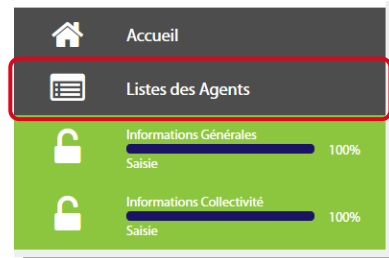 Accueil
Listes des Agents
Informations Générales
100%
Saisie
Informations Collectivité
100%
Saisie